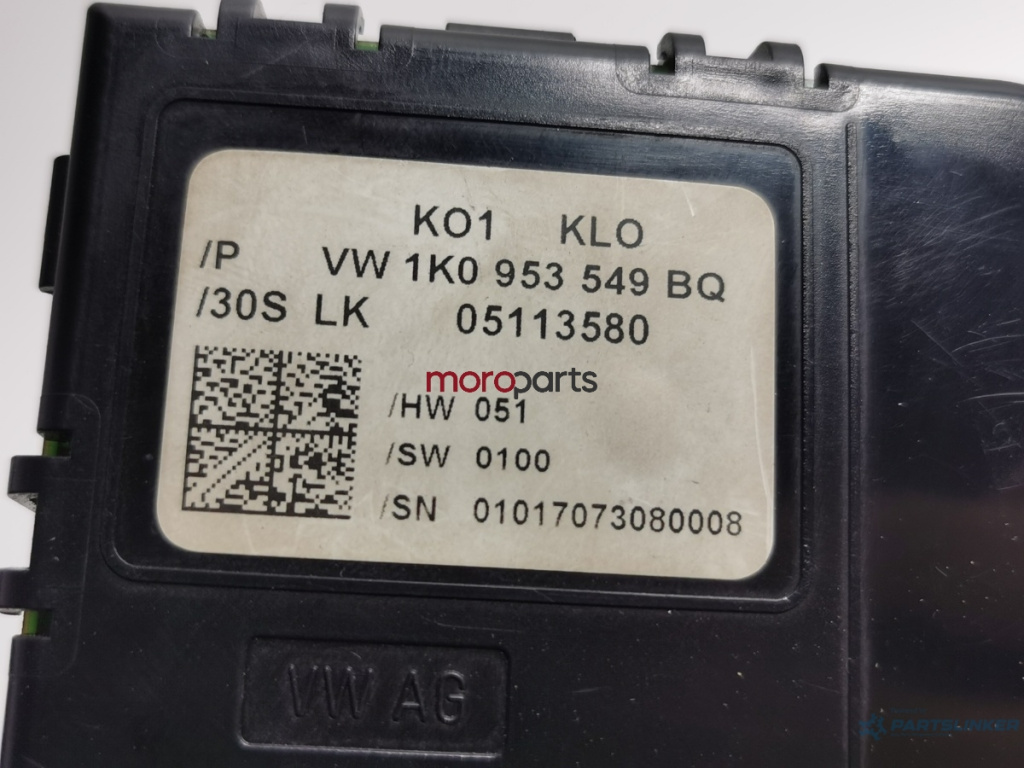 KO1 KLO
/P VW 1K0 953 549 BQ
/30S LK 05113580
moroparts
/HW 051
/SW 0100
/SN 01017073080008
VW AG
PARTSLINKER